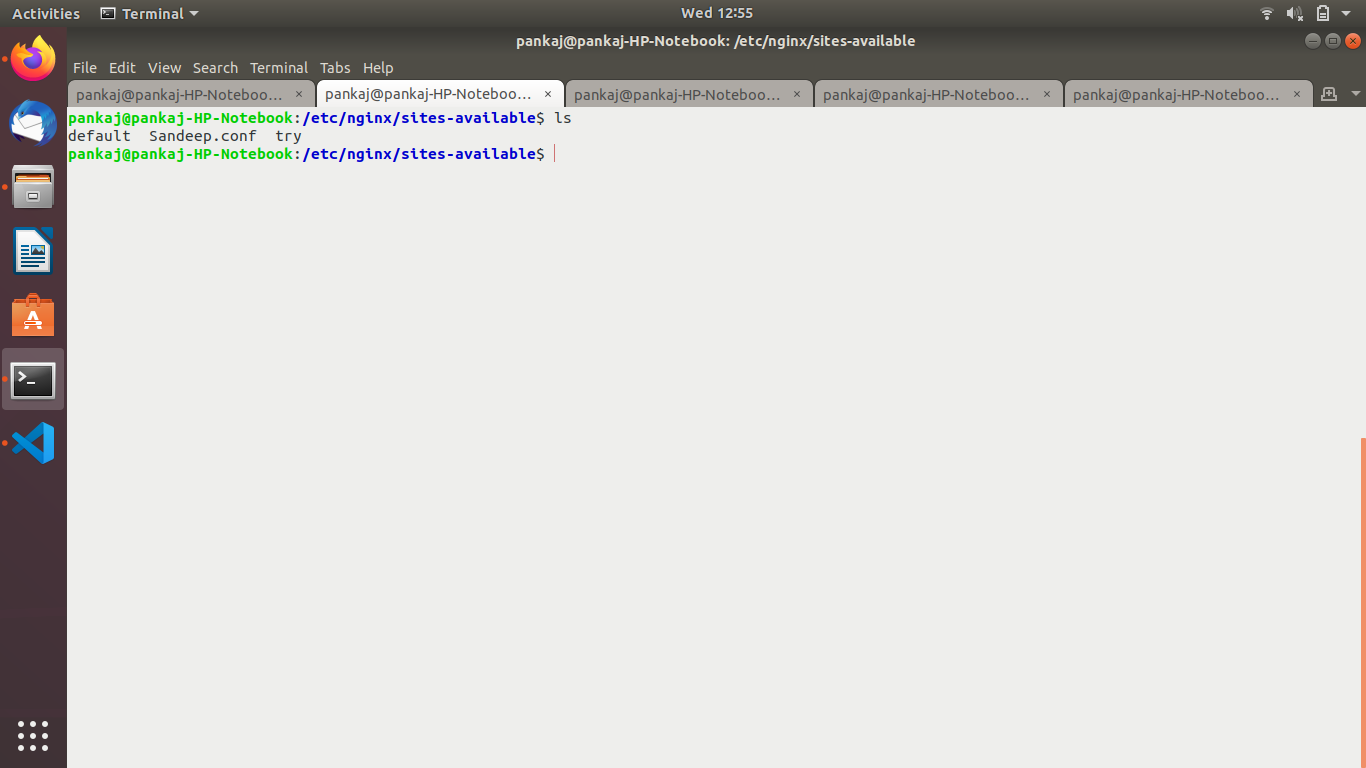 Activities Terminal Wed 12:55
pankaj@pankaj-HP-Notebook: /etc/nginx/sites-available
File Edit View Search Terminal Tabs Help
pankaj@pankaj-HP-Noteboo… × pankaj@pankaj-HP-Noteboo… × pankaj@pankaj-HP-Noteboo… × pankaj@pankaj-HP-Noteboo… × pankaj@pankaj-HP-Noteboo… ×
pankaj@pankaj-HP-Notebook:/etc/nginx/sites-available$ ls
default  Sandeep.conf  try
pankaj@pankaj-HP-Notebook:/etc/nginx/sites-available$